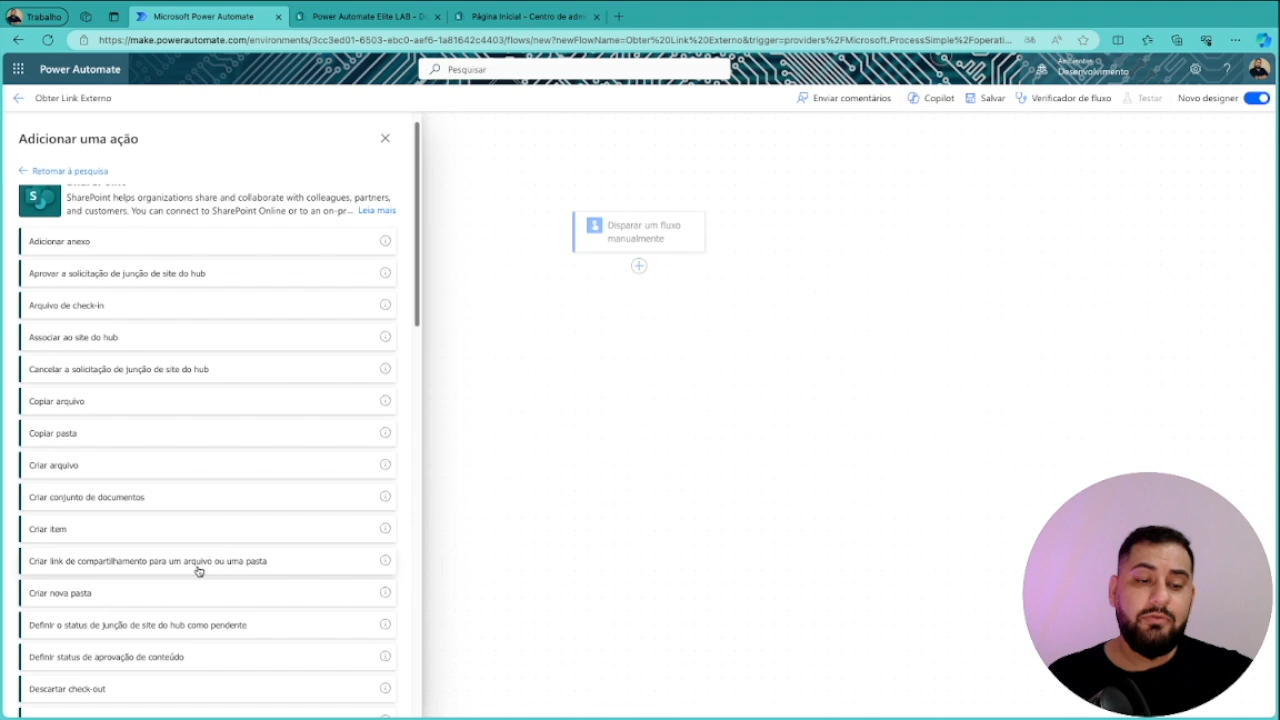 Trabalho
Microsoft Power Automate
Power Automate Elite LAB - D
Página Inicial - Centro de adm
https://make.powerautomate.com/environments/3cc3ed01-6503-ebc0-aef6-1a81642c4403/flows/new?newFlowName=Obter%20Link%20Externo&trigger=providers%2FMicrosoft.ProcessSimple%2Foperati...
Power Automate
Pesquisar
Ambientes
Desenvolvimento
Obter Link Externo
Enviar comentários
Copilot
Salvar
Verificador de fluxo
Testar
Novo designer
Adicionar uma ação
Retornar à pesquisa
SharePoint helps organizations share and collaborate with colleagues, partners,
and customers. You can connect to SharePoint Online or to an on-pr... Leia mais
Adicionar anexo
Aprovar a solicitação de junção de site do hub
Arquivo de check-in
Associar ao site do hub
Cancelar a solicitação de junção de site do hub
Copiar arquivo
Copiar pasta
Criar arquivo
Criar conjunto de documentos
Criar item
Criar link de compartilhamento para um arquivo ou uma pasta
Criar nova pasta
Definir o status de junção de site do hub como pendente
Definir status de aprovação de conteúdo
Descartar check-out
Disparar um fluxo
manualmente